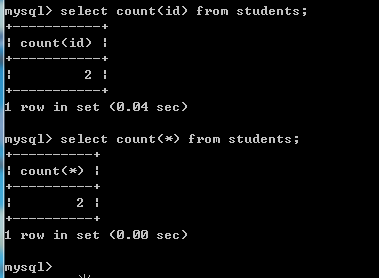 mysql> select count(id) from students;
+-----------+
| count(id) |
+-----------+
|         2 |
+-----------+
1 row in set (0.04 sec)
mysql> select count(*) from students;
+----------+
| count(*) |
+----------+
|        2 |
+----------+
1 row in set (0.00 sec)
mysql>